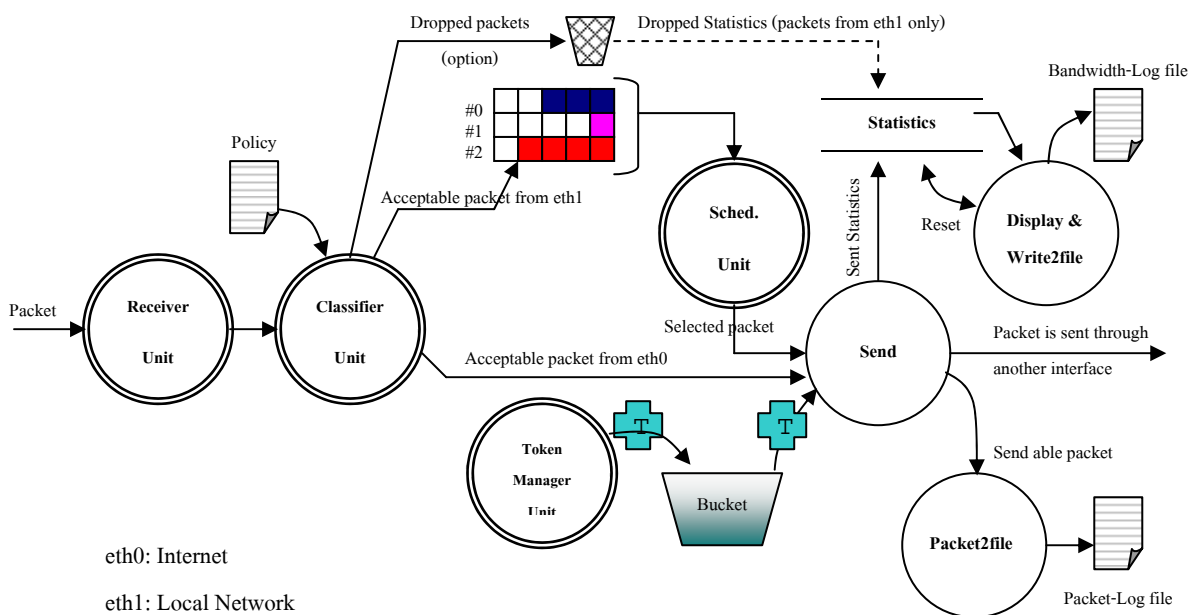 Dropped packets
(option)
Dropped Statistics (packets from eth1 only)
Bandwidth-Log file
#0
#1
#2
Statistics
Policy
Acceptable packet from eth1
Sched.
Unit
Sent Statistics
Reset
Display &
Write2file
Packet
Receiver
Unit
Classifier
Unit
Selected packet
Acceptable packet from eth0
Send
Packet is sent through
another interface
T
T
Token
Manager
Unit
Bucket
Send able packet
Packet2file
Packet-Log file
eth0: Internet
eth1: Local Network